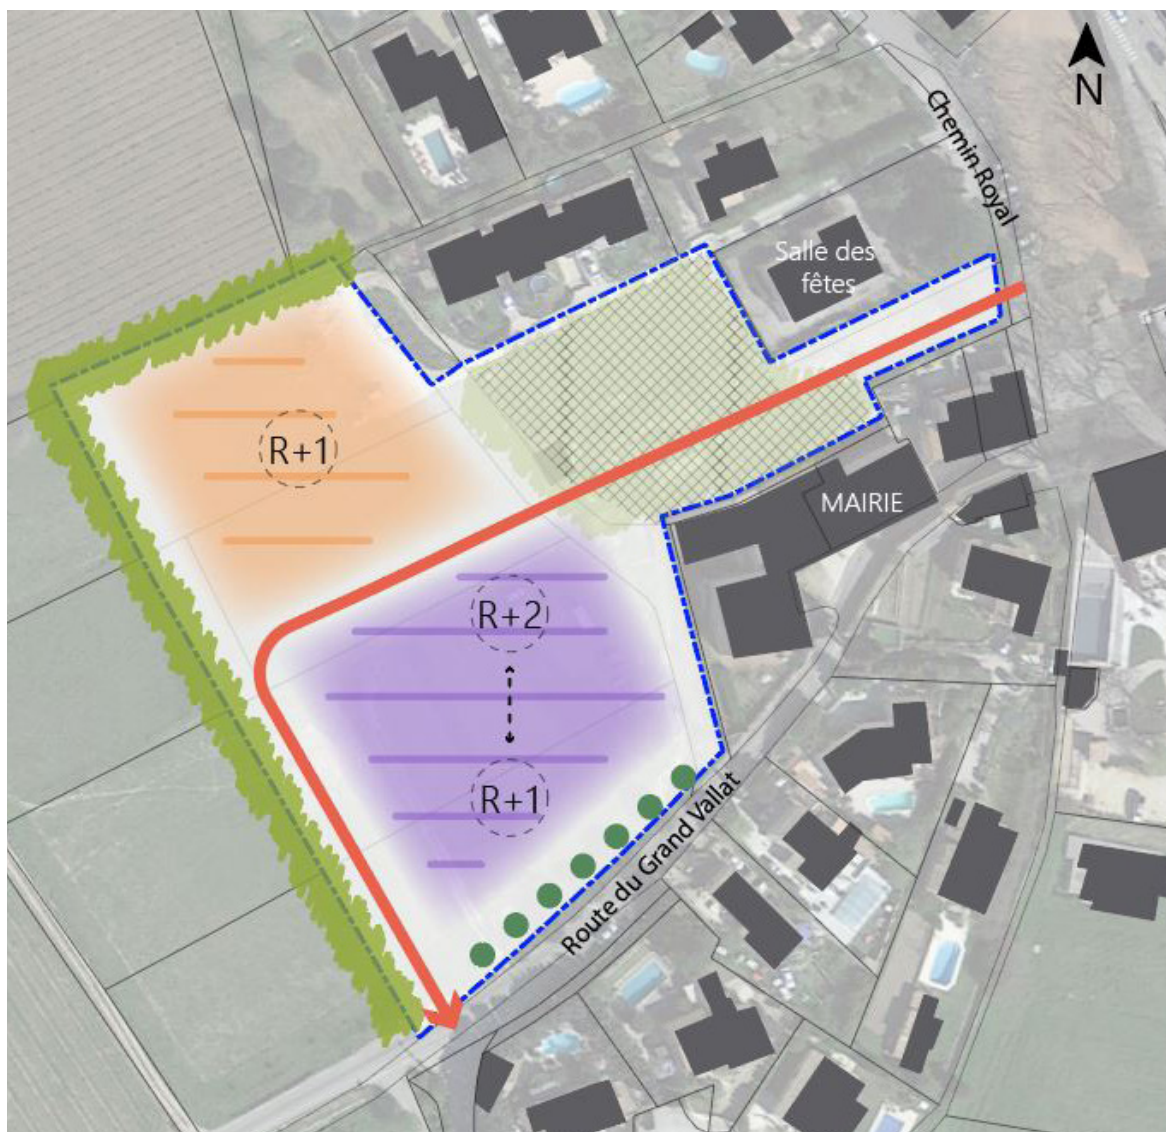 N
Chemin Royal
Salle des
fêtes
R+1
MAIRIE
R+2
R+1
Route du Grand Vallat